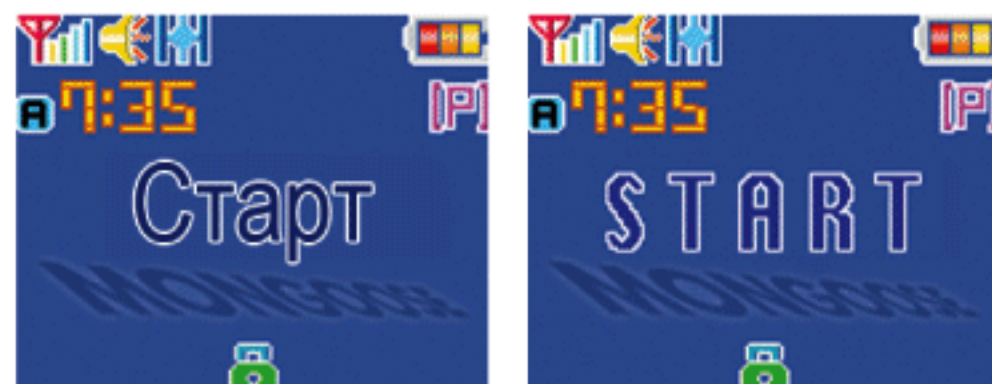 A 7:35 [P]
Старт
MONGOOSE
A 7:35 [P]
START
MONGOOSE